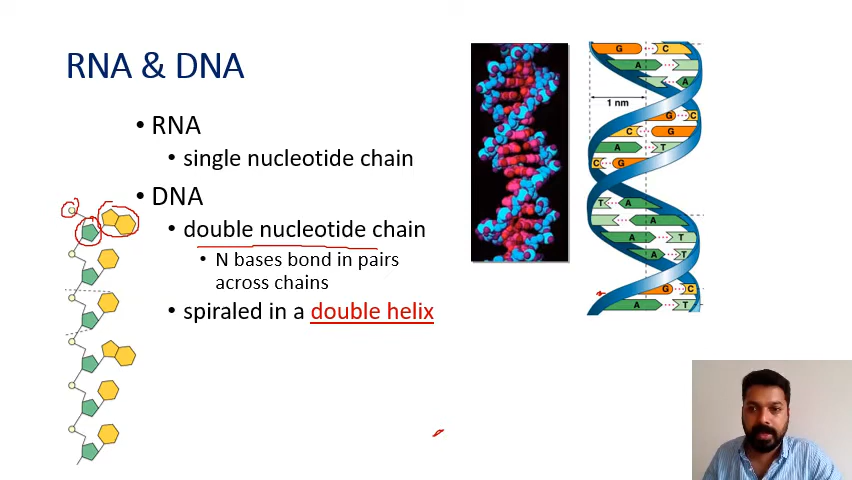 RNA & DNA
• RNA
• single nucleotide chain
• DNA
• double nucleotide chain
• N bases bond in pairs
across chains
• spiraled in a double helix
G C
A
A
1 nm
G C
C G
A T
C G
T A
A
A T
A T
G C
A T